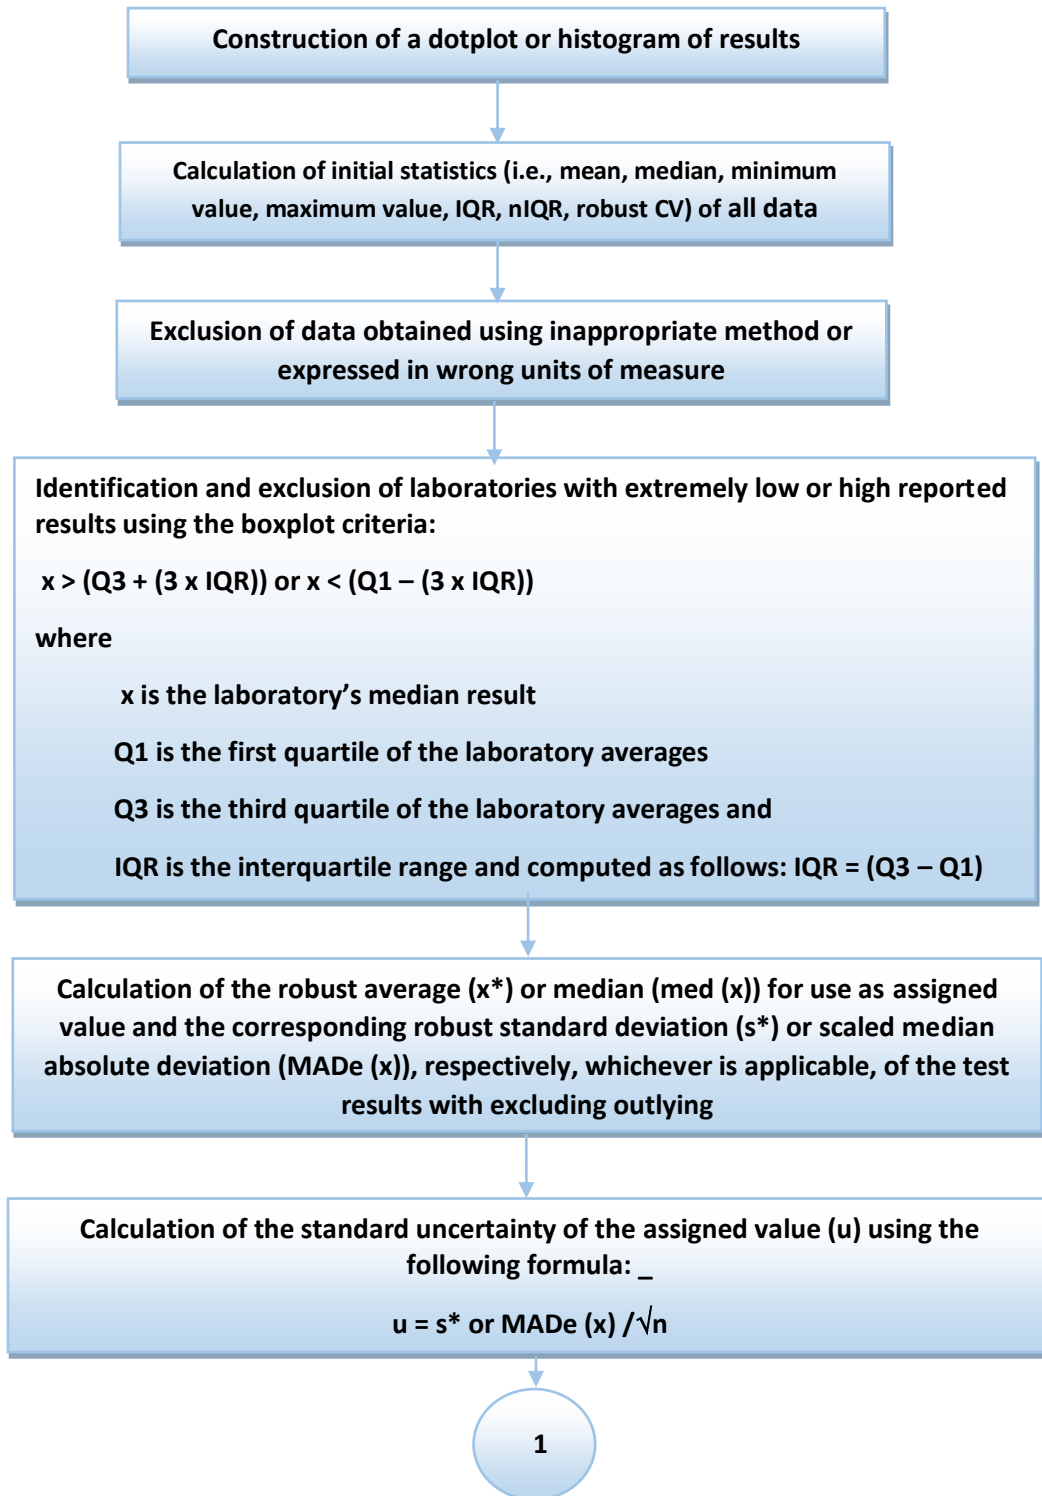 Construction of a dotplot or histogram of results
Calculation of initial statistics (i.e., mean, median, minimum
value, maximum value, IQR, nIQR, robust CV) of all data
Exclusion of data obtained using inappropriate method or
expressed in wrong units of measure
Identification and exclusion of laboratories with extremely low or high reported
results using the boxplot criteria:
x > (Q3 + (3 x IQR)) or x < (Q1 – (3 x IQR))
where
x is the laboratory’s median result
Q1 is the first quartile of the laboratory averages
Q3 is the third quartile of the laboratory averages and
IQR is the interquartile range and computed as follows: IQR = (Q3 – Q1)
Calculation of the robust average (x*) or median (med (x)) for use as assigned
value and the corresponding robust standard deviation (s*) or scaled median
absolute deviation (MADe (x)), respectively, whichever is applicable, of the test
results with excluding outlying
Calculation of the standard uncertainty of the assigned value (u) using the
following formula: _
u = s* or MADe (x) /√n
1